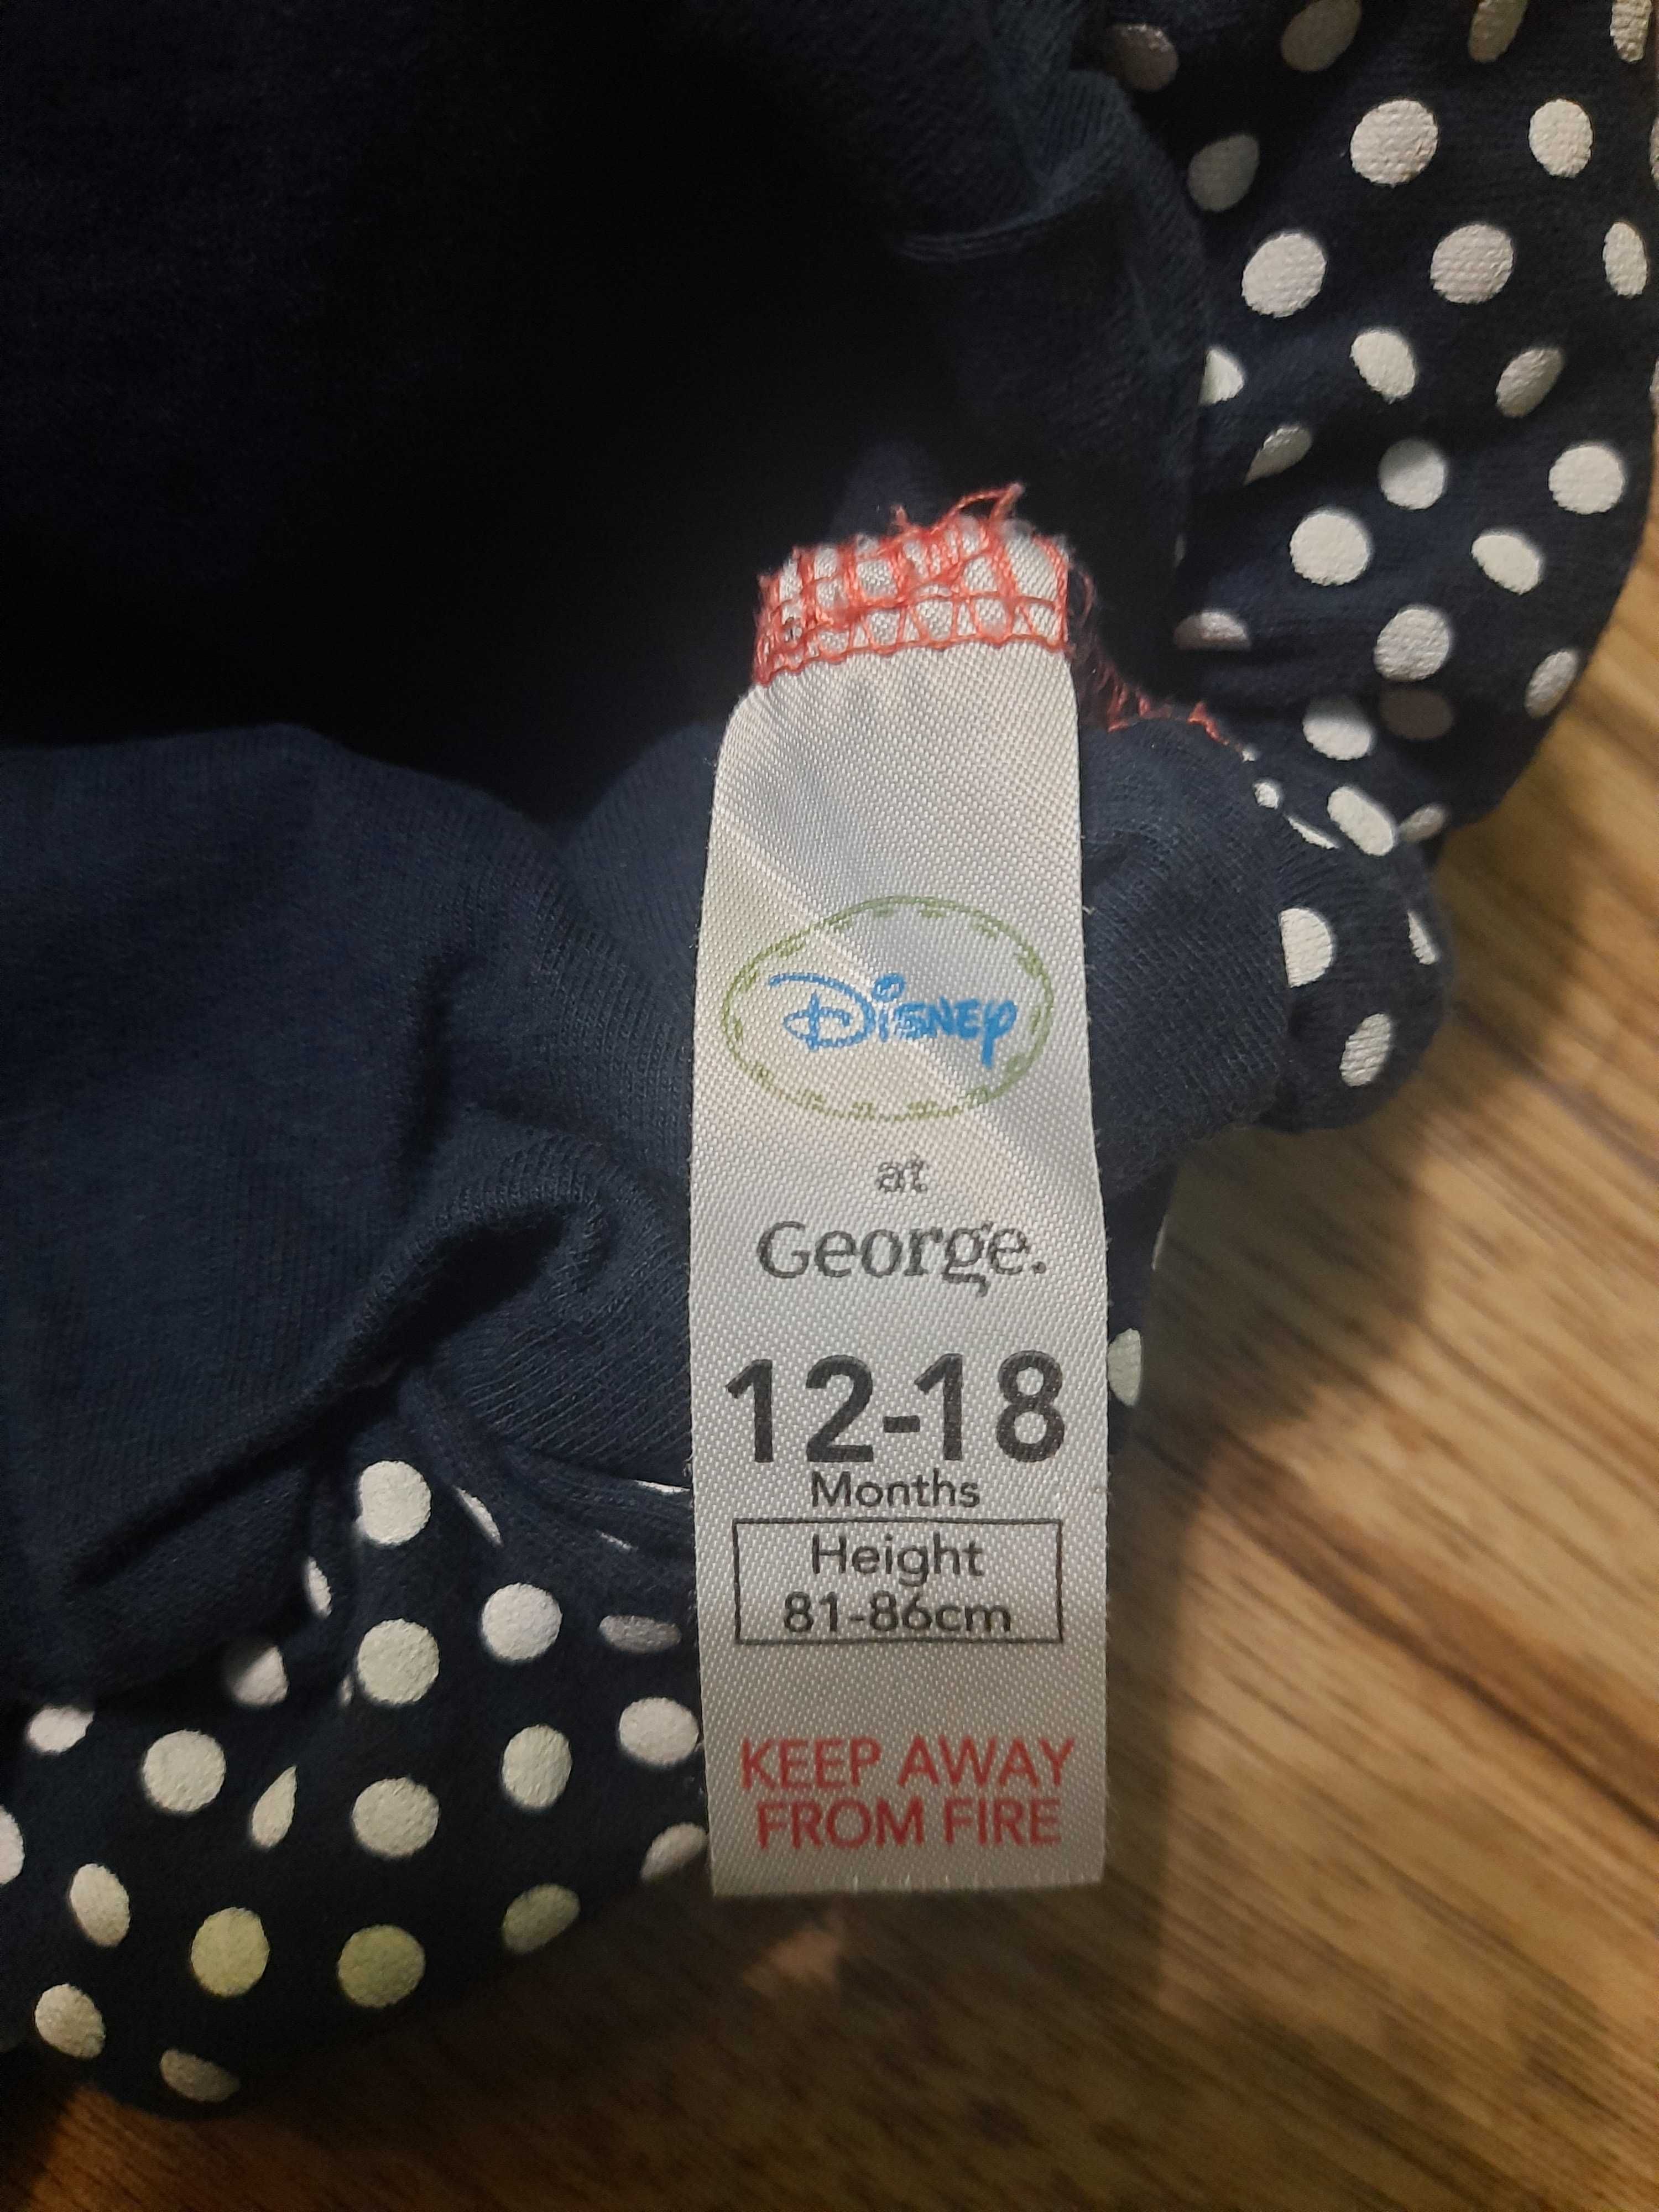 Disney
at
George.
12-18
Months
Height
81-86cm
KEEP AWAY
FROM FIRE